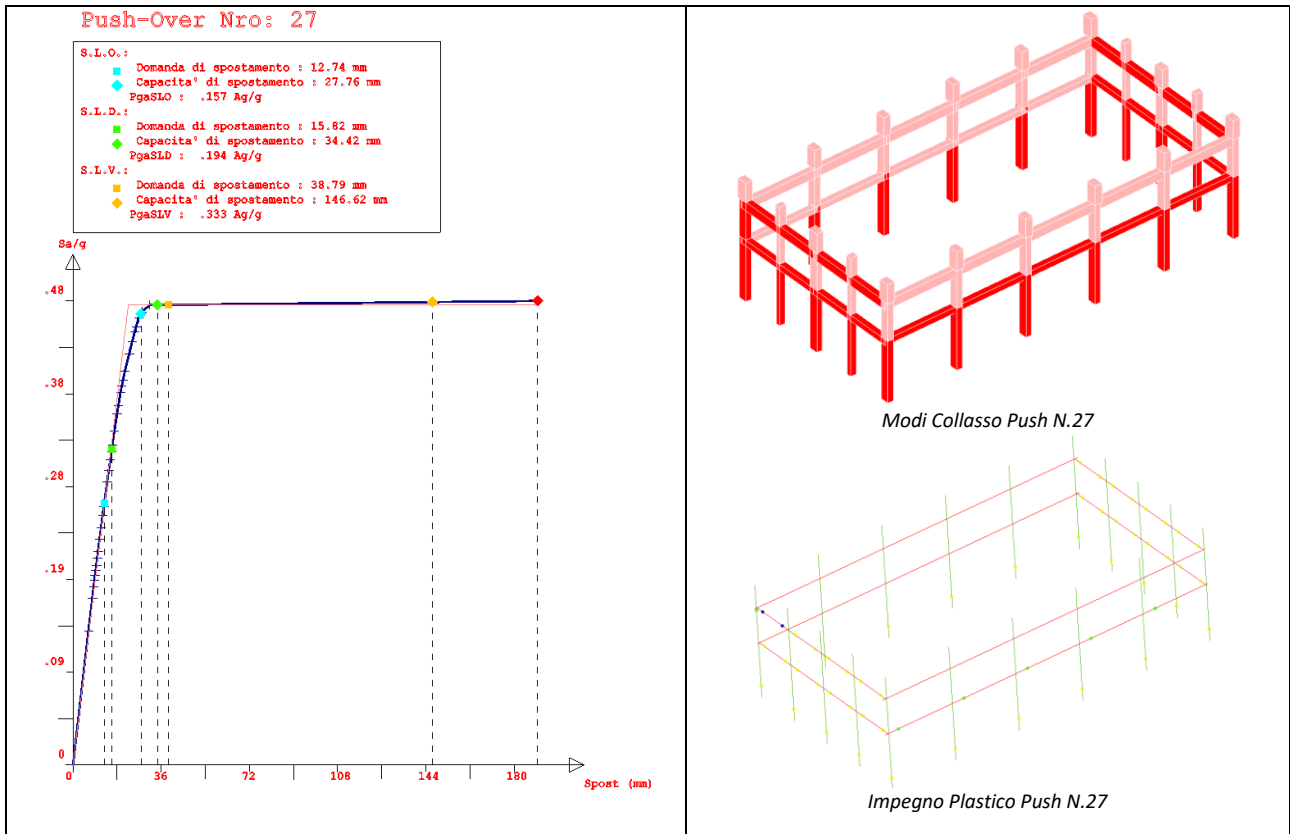 Push-Over Nro: 27
S.L.O.:
Domanda di spostamento : 12.74 mm
Capacita° di spostamento : 27.76 mm
PgaSLO : .157 Ag/g
S.L.D.:
Domanda di spostamento : 15.82 mm
Capacita° di spostamento : 34.42 mm
PgaSLD : .194 Ag/g
S.L.V.:
Domanda di spostamento : 38.79 mm
Capacita° di spostamento : 146.62 mm
PgaSLV : .333 Ag/g
Sa/g
.48
.38
.28
.19
.09
0
0 36 72 108 144 180
Spost (mm)
Modi Collasso Push N.27
Impegno Plastico Push N.27